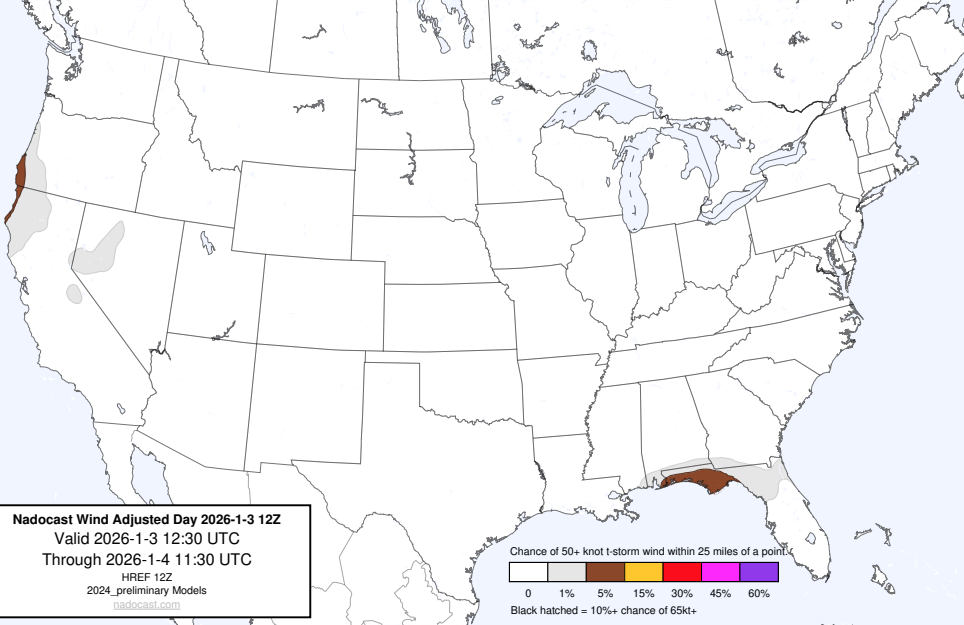 Nadocast Wind Adjusted Day 2026-1-3 12Z
Valid 2026-1-3 12:30 UTC
Through 2026-1-4 11:30 UTC
HREF 12Z
2024_preliminary Models
nadocast.com
Chance of 50+ knot t-storm wind within 25 miles of a point.
0 1% 5% 15% 30% 45% 60%
Black hatched = 10%+ chance of 65kt+